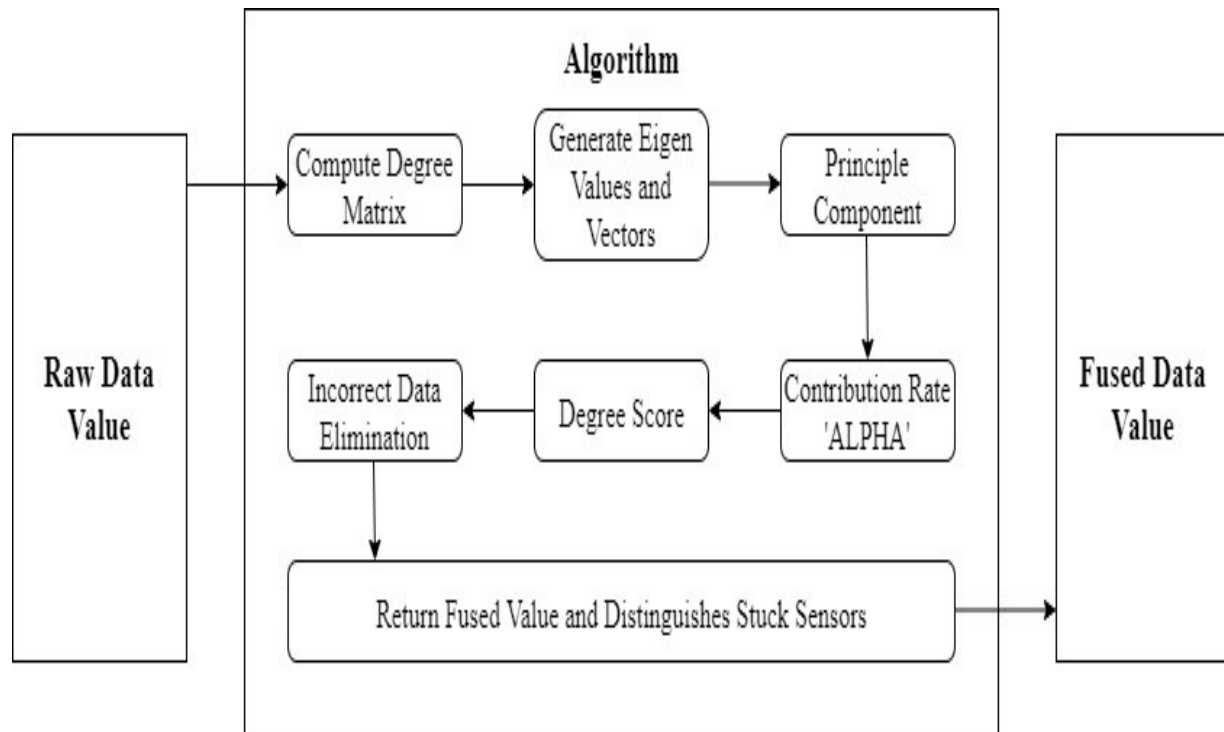 Algorithm
Raw Data
Value
Compute Degree
Matrix
Generate Eigen
Values and
Vectors
Principle
Component
Contribution Rate
'ALPHA'
Degree Score
Incorrect Data
Elimination
Return Fused Value and Distinguishes Stuck Sensors
Fused Data
Value